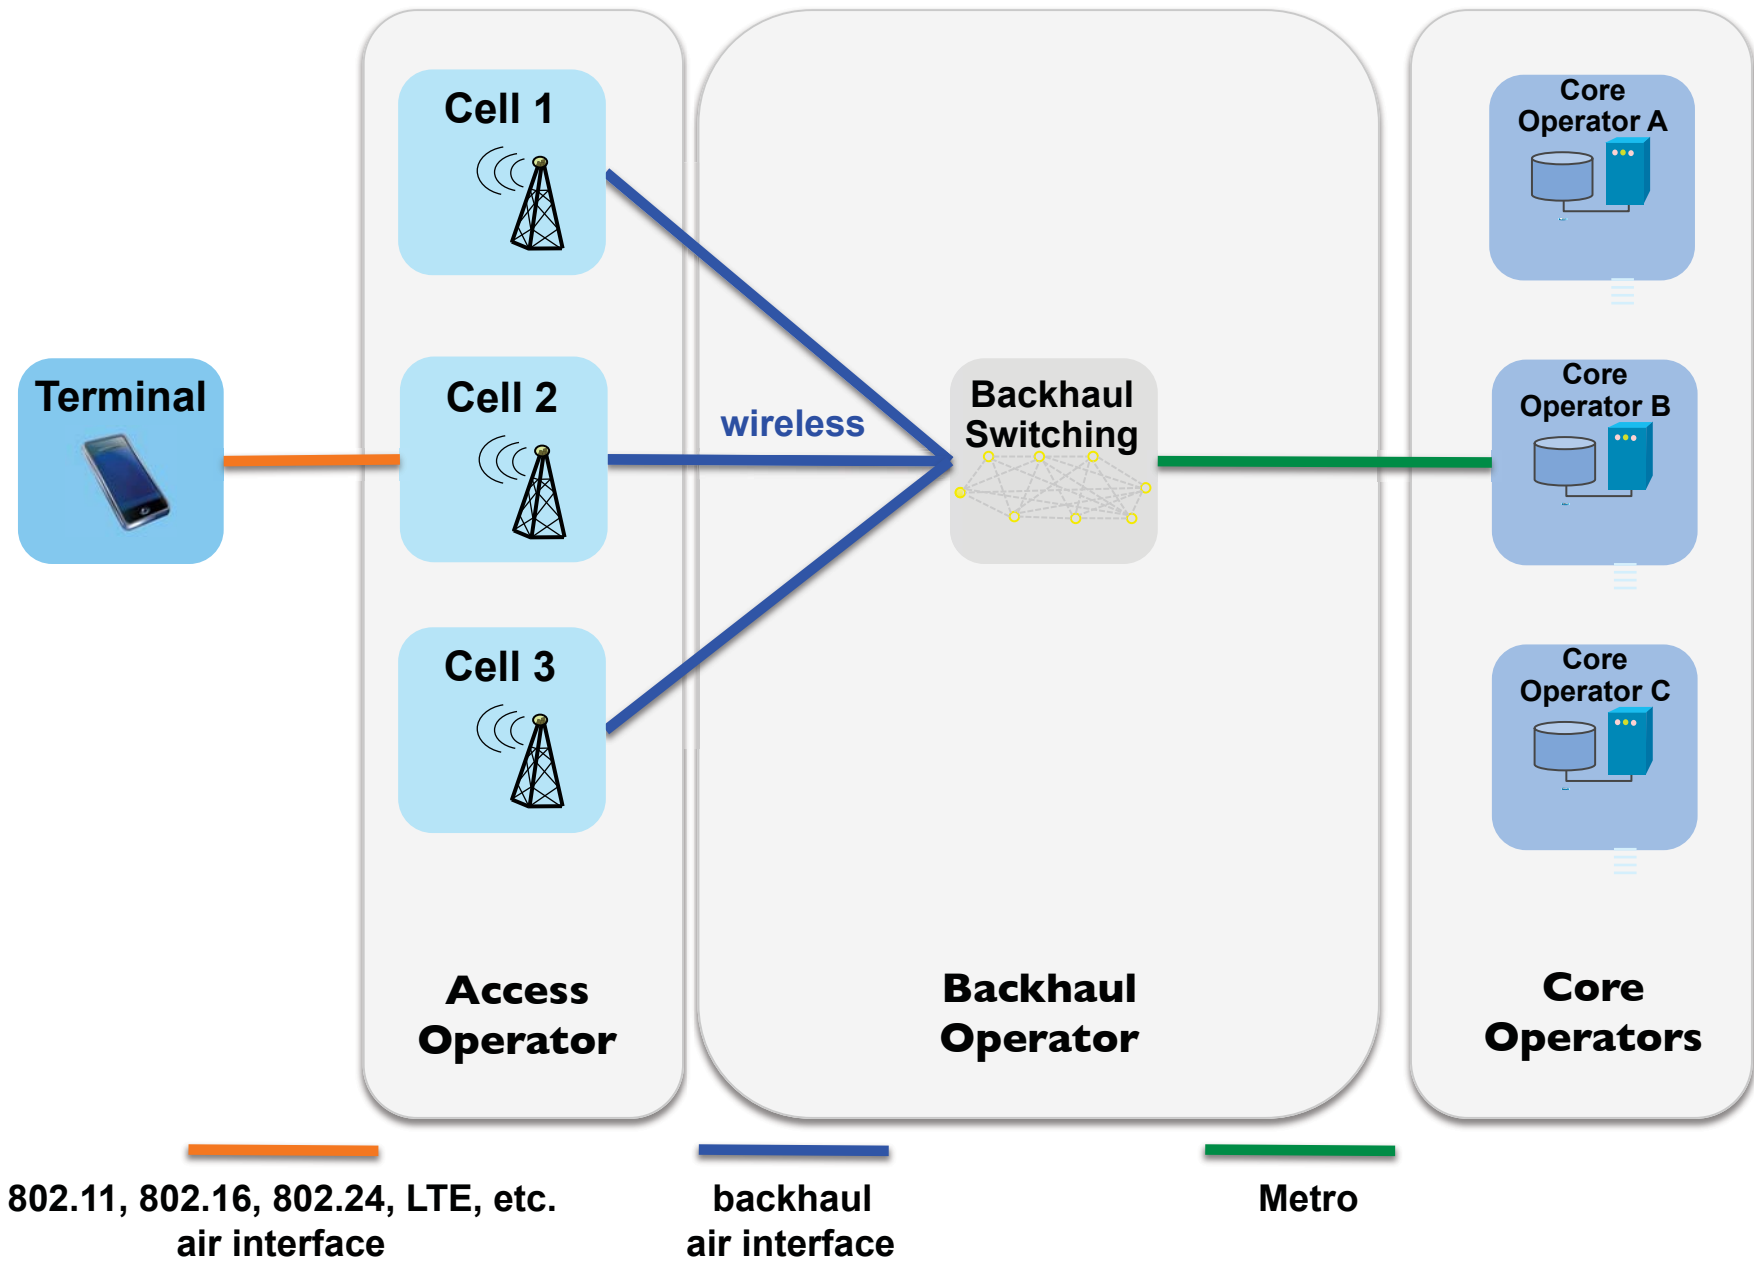 Cell 1
Cell 2
Cell 3
Terminal
wireless
Backhaul
Switching
Core
Operator A
Core
Operator B
Core
Operator C
Access
Operator
Backhaul
Operator
Core
Operators
802.11, 802.16, 802.24, LTE, etc.
air interface
backhaul
air interface
Metro